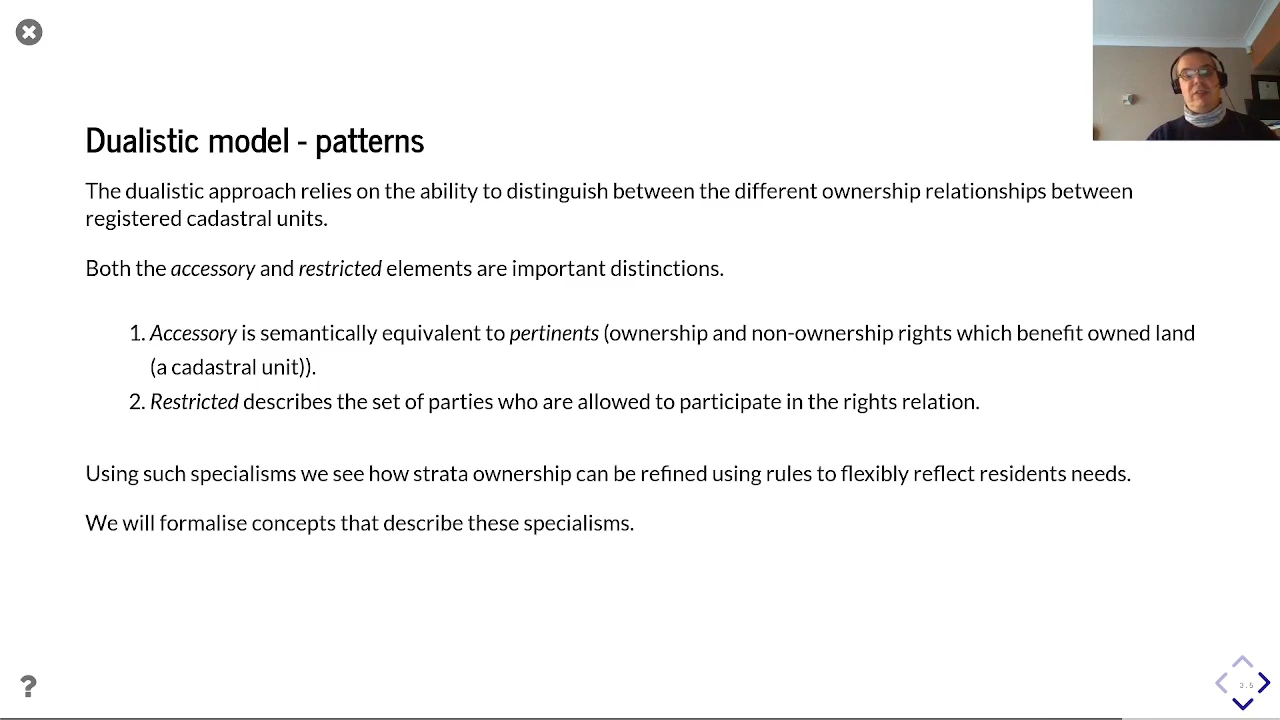 Dualistic model - patterns
The dualistic approach relies on the ability to distinguish between the different ownership relationships between
registered cadastral units.
Both the accessory and restricted elements are important distinctions.
1. Accessory is semantically equivalent to pertinents (ownership and non-ownership rights which benefit owned land
(a cadastral unit)).
2. Restricted describes the set of parties who are allowed to participate in the rights relation.
Using such specialisms we see how strata ownership can be refined using rules to flexibly reflect residents needs.
We will formalise concepts that describe these specialisms.
?
3.5